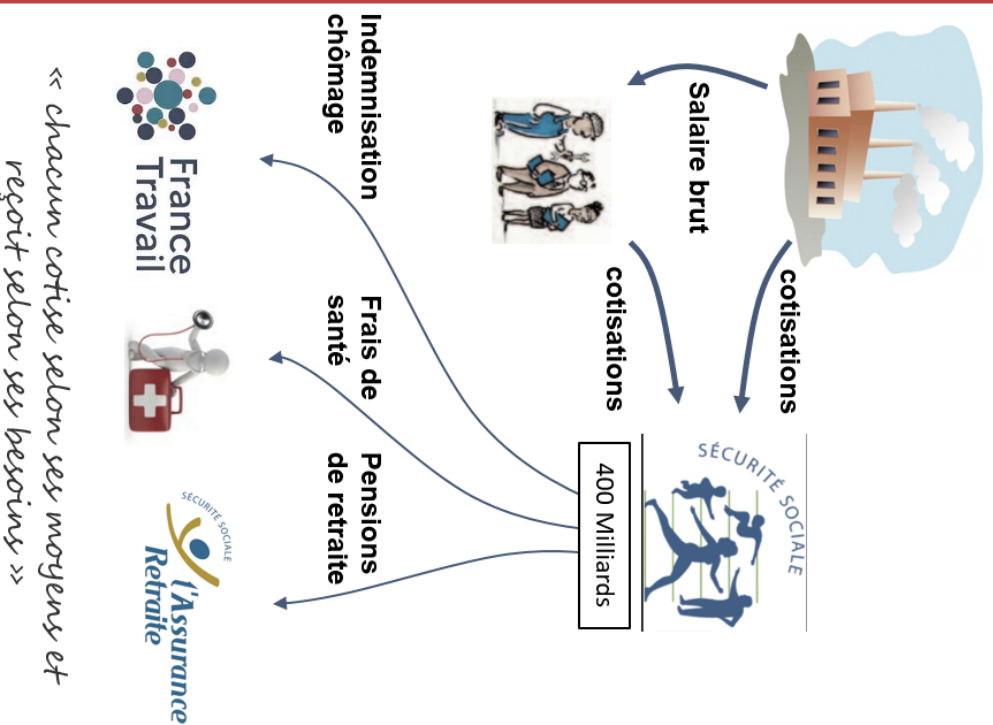 Salaire brut
cotisations
cotisations
SÉCURITÉ SOCIALE
400 Milliards
Indemnisation
chômage
Frais de
santé
Pensions
de retraite
France
Travail
SÉCURITÉ SOCIALE
l'Assurance
Retraite
« chacun cotise selon ses moyens et
reçoit selon ses besoins »